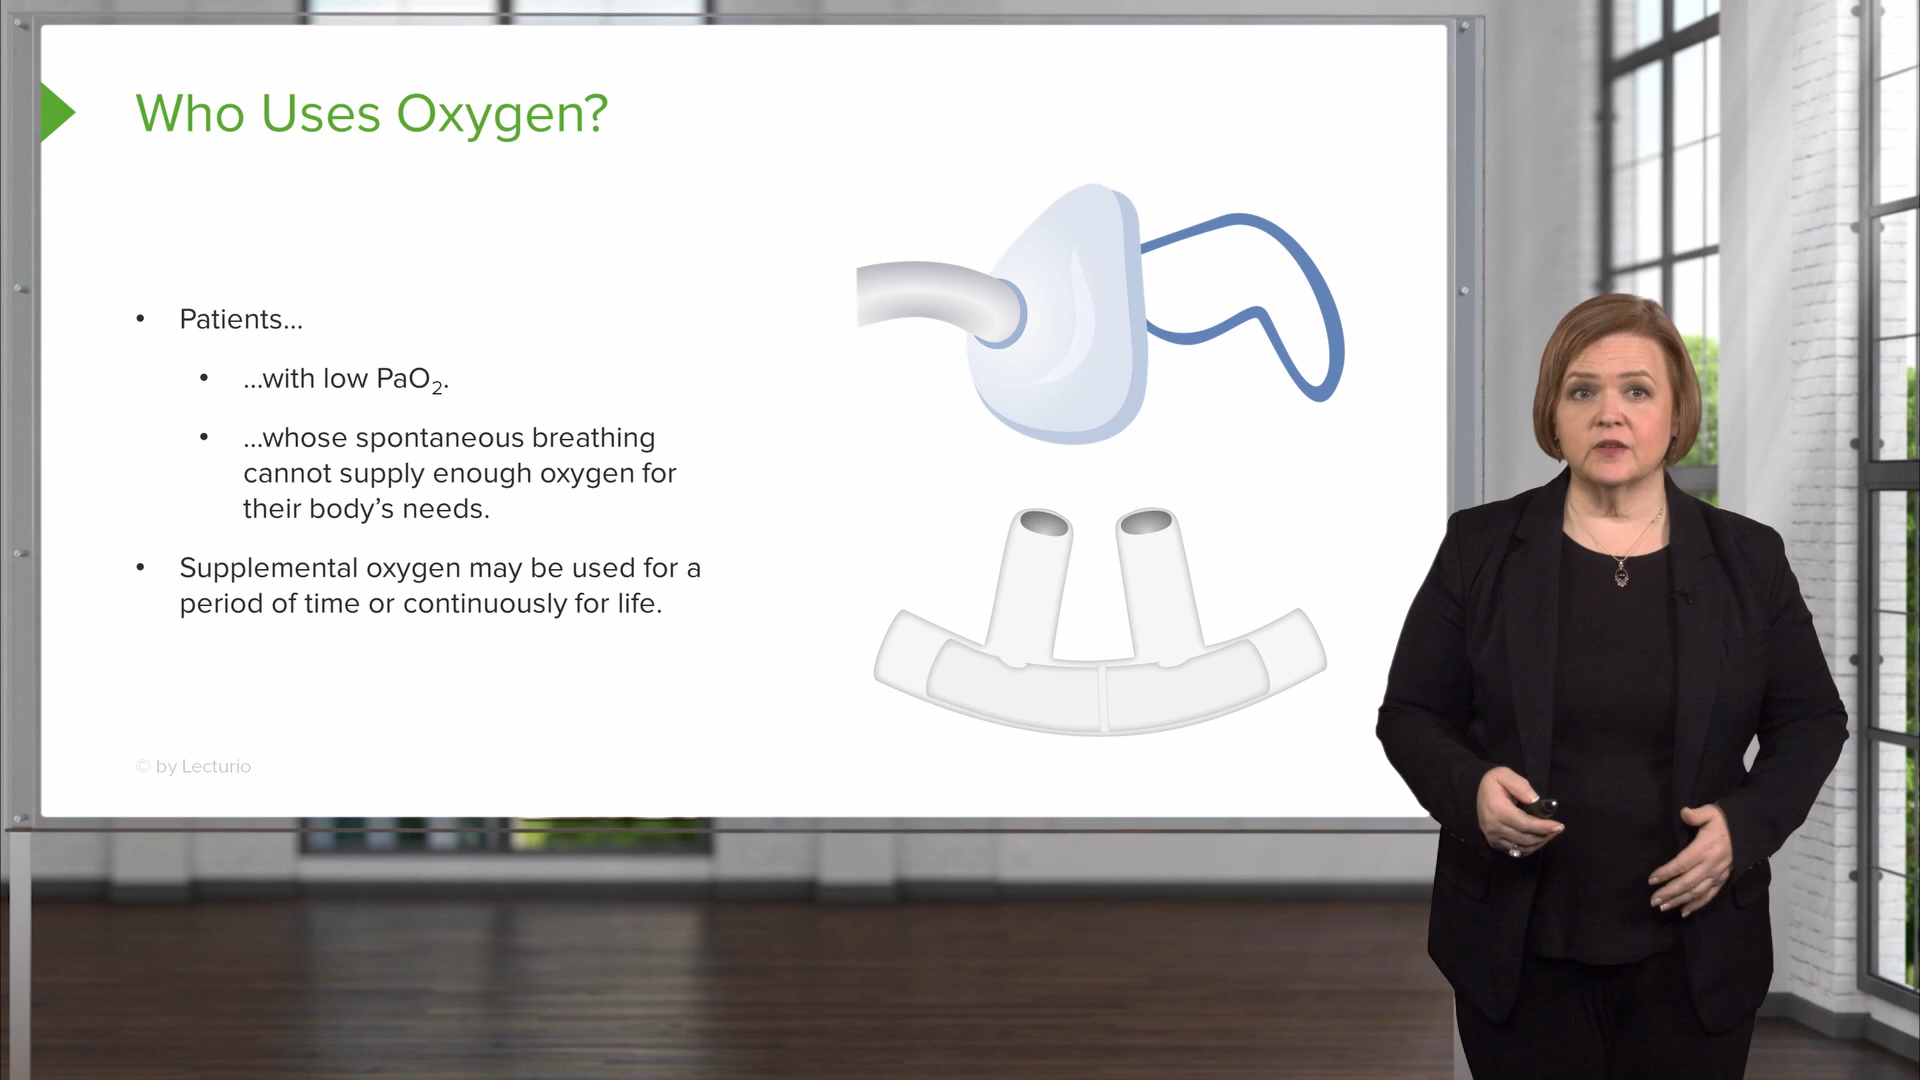 Who Uses Oxygen?
• Patients...
• ...with low PaO₂.
• ...whose spontaneous breathing
cannot supply enough oxygen for
their body’s needs.
• Supplemental oxygen may be used for a
period of time or continuously for life.
© by Lecturio